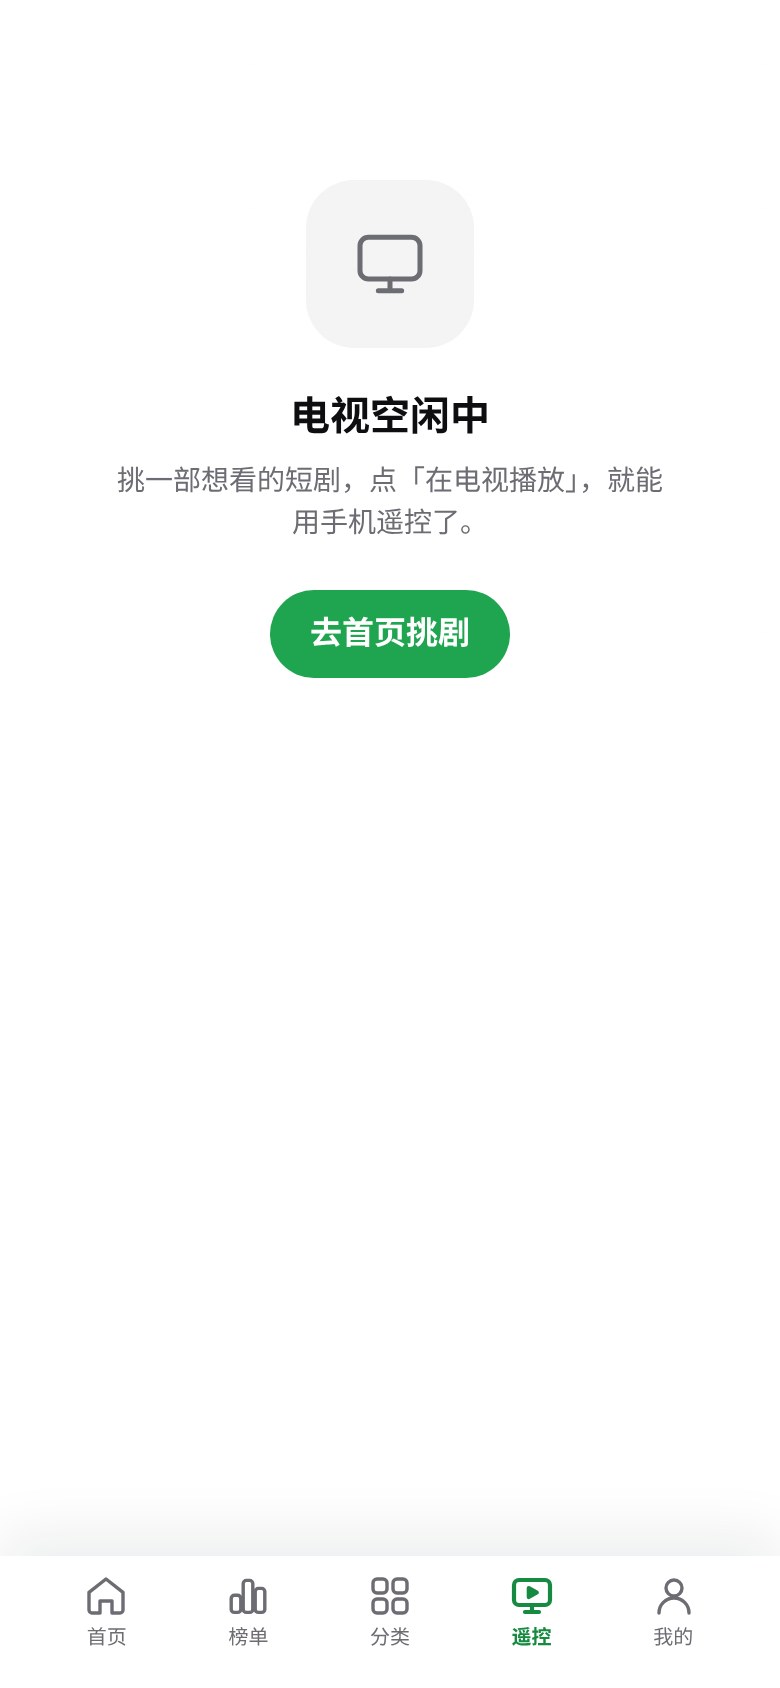 电视空闲中
挑一部想看的短剧，点「在电视播放」，就能
用手机遥控了。
去首页挑剧
首页
榜单
分类
遥控
我的